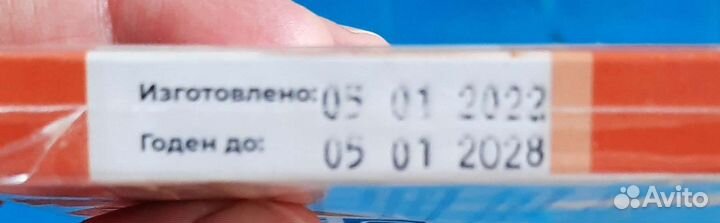 Изготовлено: 05 01 2022
Годен до: 05 01 2028
Avito